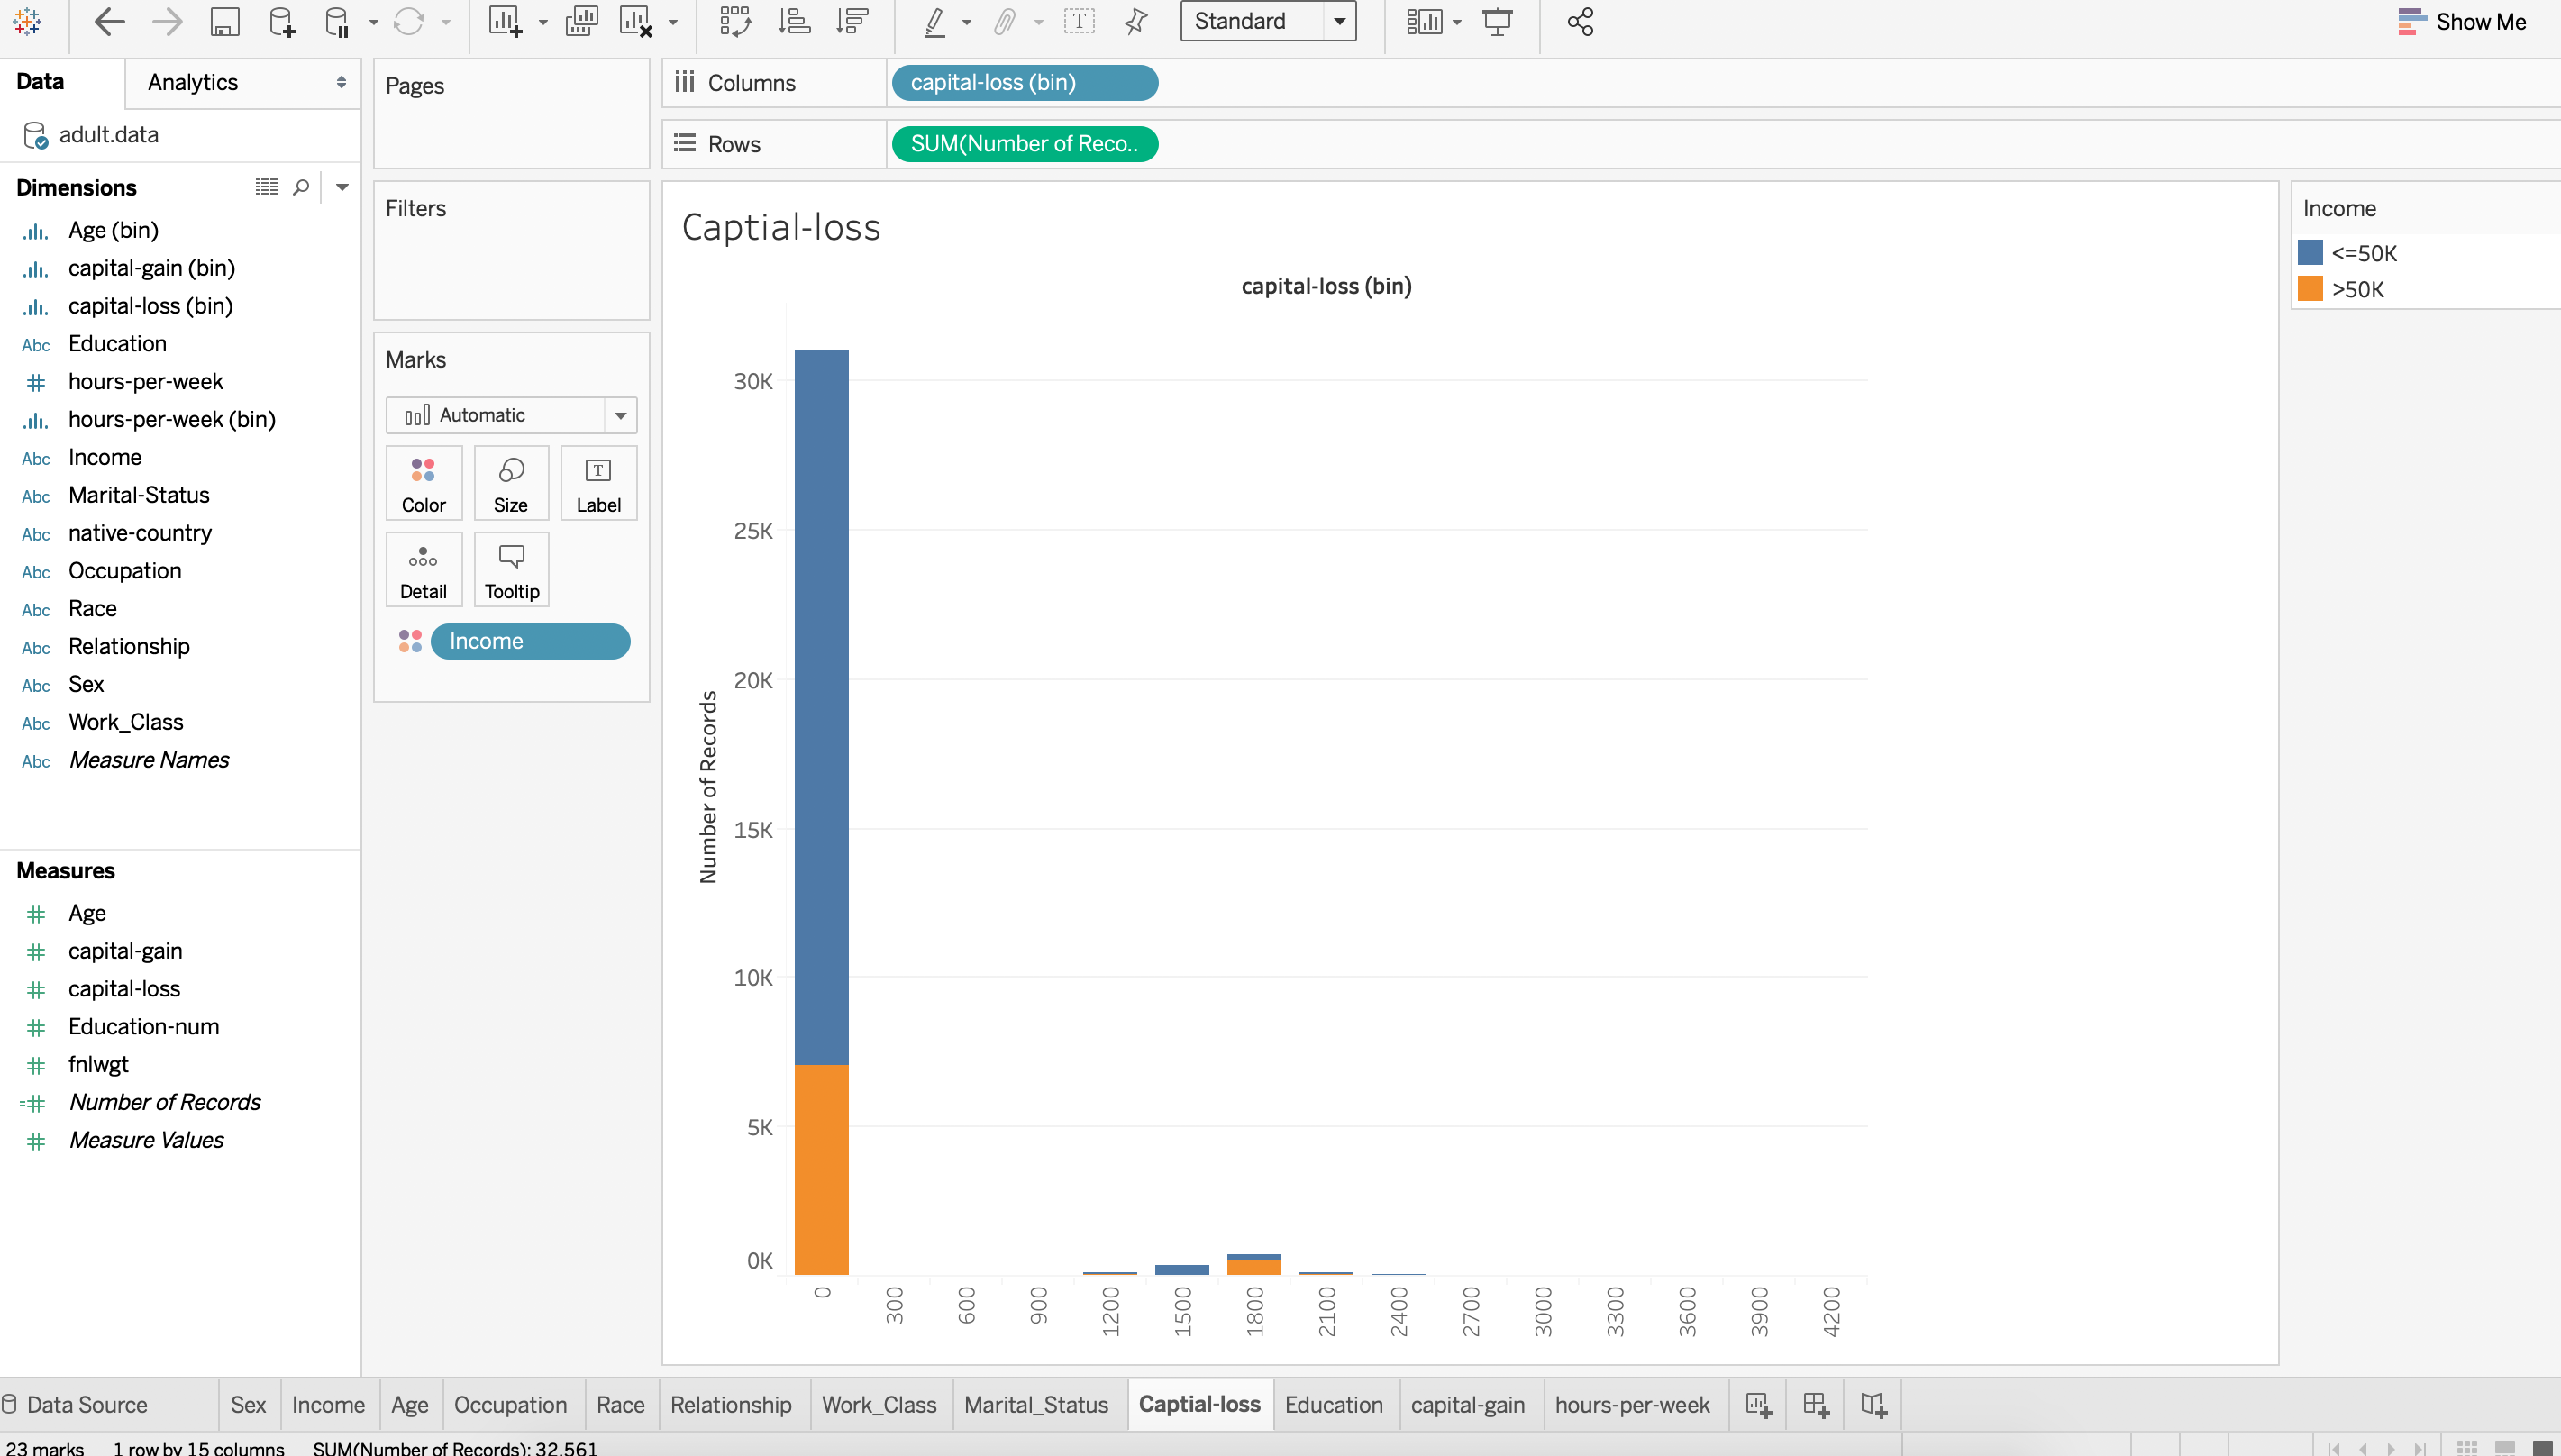 Standard
Show Me
Data
Analytics
Pages
Columns
capital-loss (bin)
adult.data
Rows
SUM(Number of Reco..
Dimensions
Filters
Age (bin)
capital-gain (bin)
capital-loss (bin)
Abc Education
hours-per-week
hours-per-week (bin)
Abc Income
Abc Marital-Status
Abc native-country
Abc Occupation
Abc Race
Abc Relationship
Abc Sex
Abc Work_Class
Abc Measure Names
Measures
Age
capital-gain
capital-loss
Education-num
fnlwgt
Number of Records
Measure Values
Marks
Automatic
Color
Size
Label
Detail
Tooltip
Income
Captial-loss
capital-loss (bin)
30K
25K
20K
15K
10K
5K
0K
Number of Records
0
300
600
900
1200
1500
1800
2100
2400
2700
3000
3300
3600
3900
4200
Income
<=50K
>50K
Data Source
Sex
Income
Age
Occupation
Race
Relationship
Work_Class
Marital_Status
Captial-loss
Education
capital-gain
hours-per-week
23 marks
1 row by 15 columns
SUM(Number of Records): 32,561